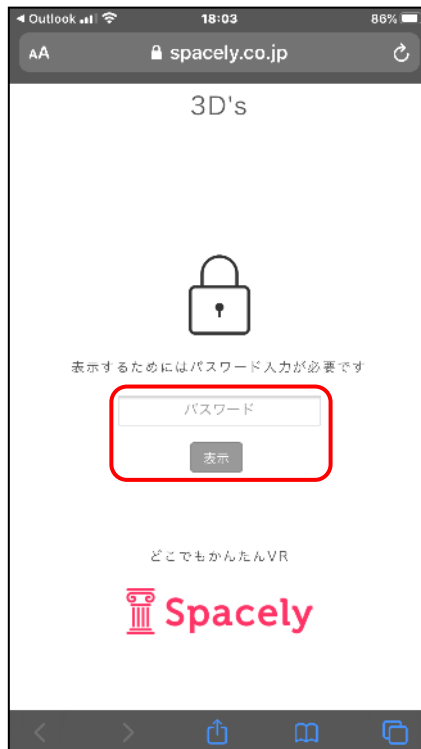 ◀ Outlook 18:03 86%
AA spacely.co.jp
3D's
表示するためにはパスワード入力が必要です
パスワード
表示
どこでもかんたんVR
Spacely